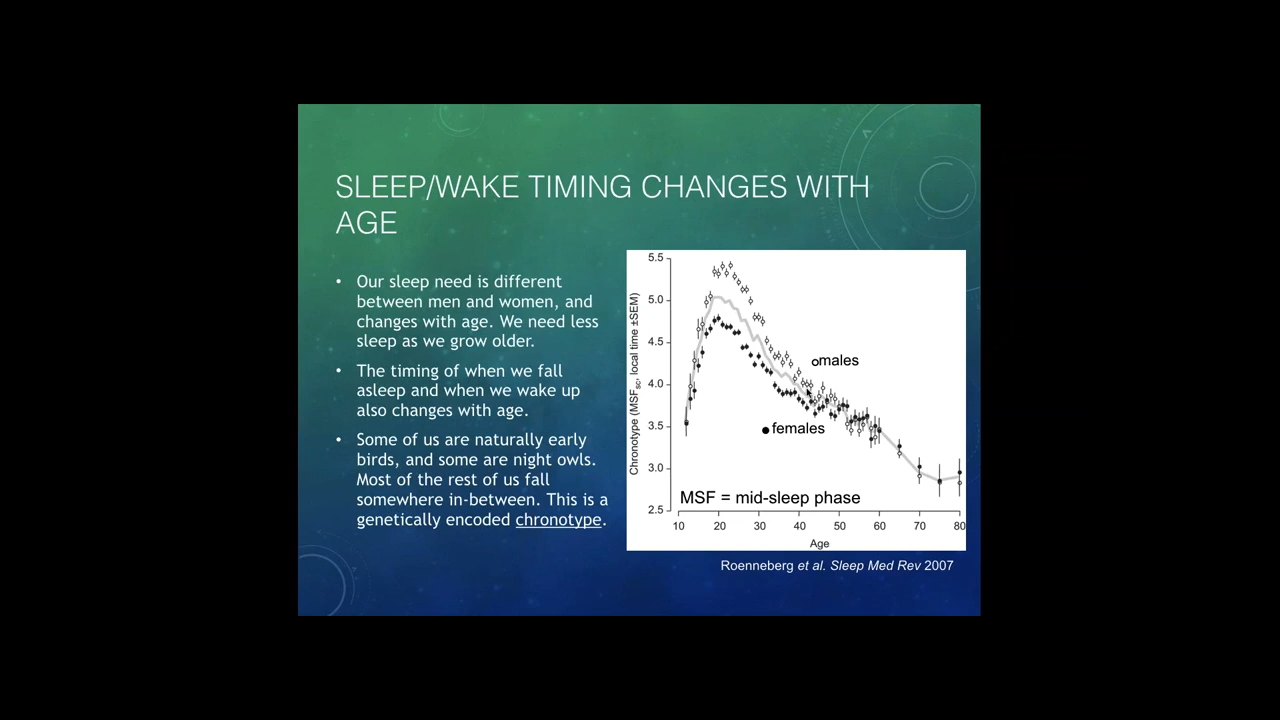 SLEEP/WAKE TIMING CHANGES WITH
AGE
• Our sleep need is different
between men and women, and
changes with age. We need less
sleep as we grow older.
• The timing of when we fall
asleep and when we wake up
also changes with age.
• Some of us are naturally early
birds, and some are night owls.
Most of the rest of us fall
somewhere in-between. This is a
genetically encoded chronotype.
Chronotype (MSFsc, local time ±SEM)
5.5
5.0
4.5
4.0
3.5
3.0
2.5
males
females
MSF = mid-sleep phase
10 20 30 40 50 60 70 80
Age
Roenneberg et al. Sleep Med Rev 2007